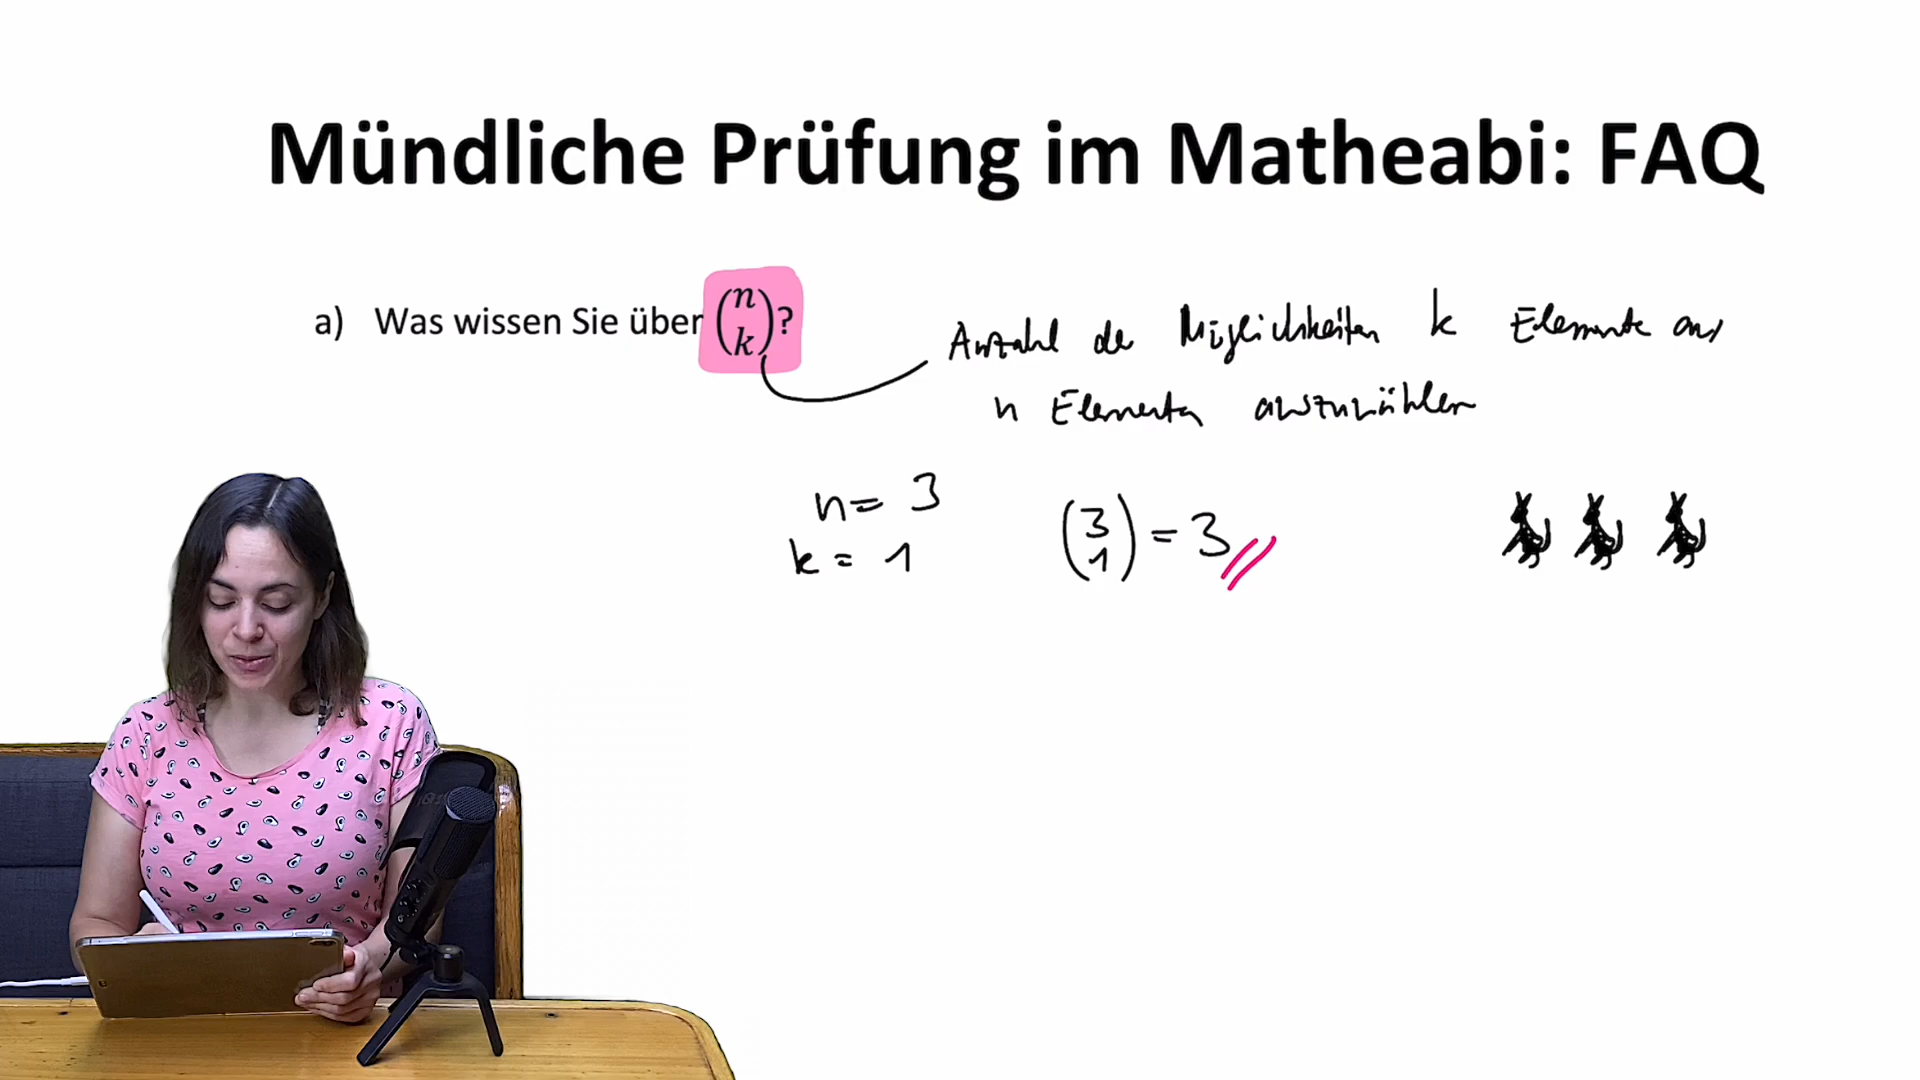 Mündliche Prüfung im Matheabi: FAQ
a) Was wissen Sie über (n k)?
Anzahl der Möglichkeiten k Elemente aus
n Elementen auszuwählen
n = 3
k = 1
(3 1) = 3